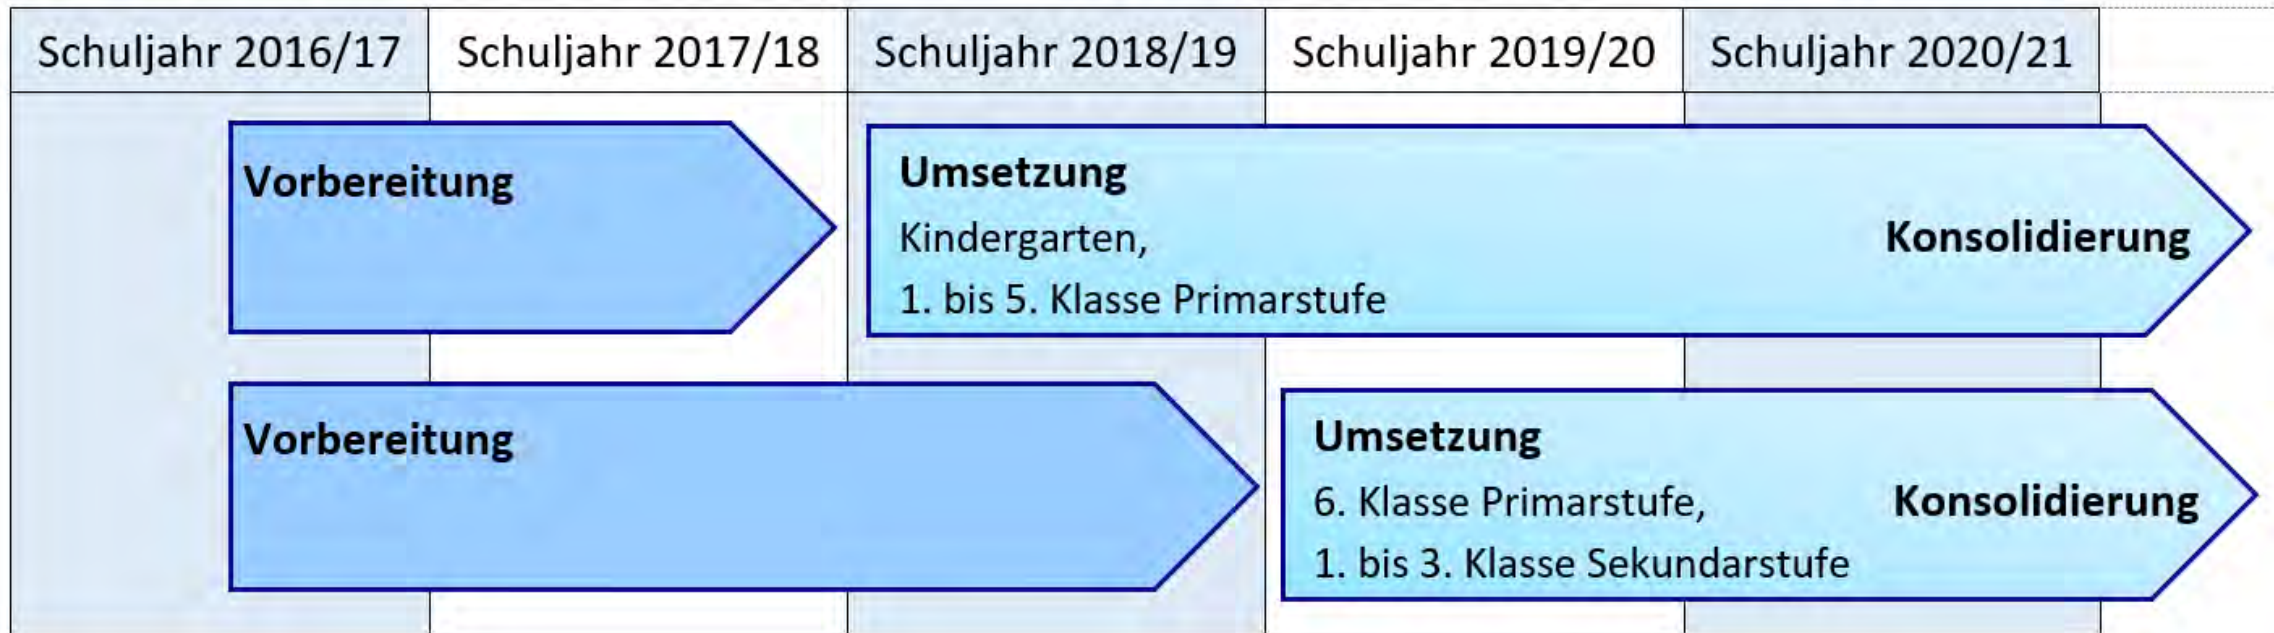 Schuljahr 2016/17 Schuljahr 2017/18 Schuljahr 2018/19 Schuljahr 2019/20 Schuljahr 2020/21
Vorbereitung
Umsetzung
Kindergarten,
1. bis 5. Klasse Primarstufe
Konsolidierung
Vorbereitung
Umsetzung
6. Klasse Primarstufe,
1. bis 3. Klasse Sekundarstufe
Konsolidierung